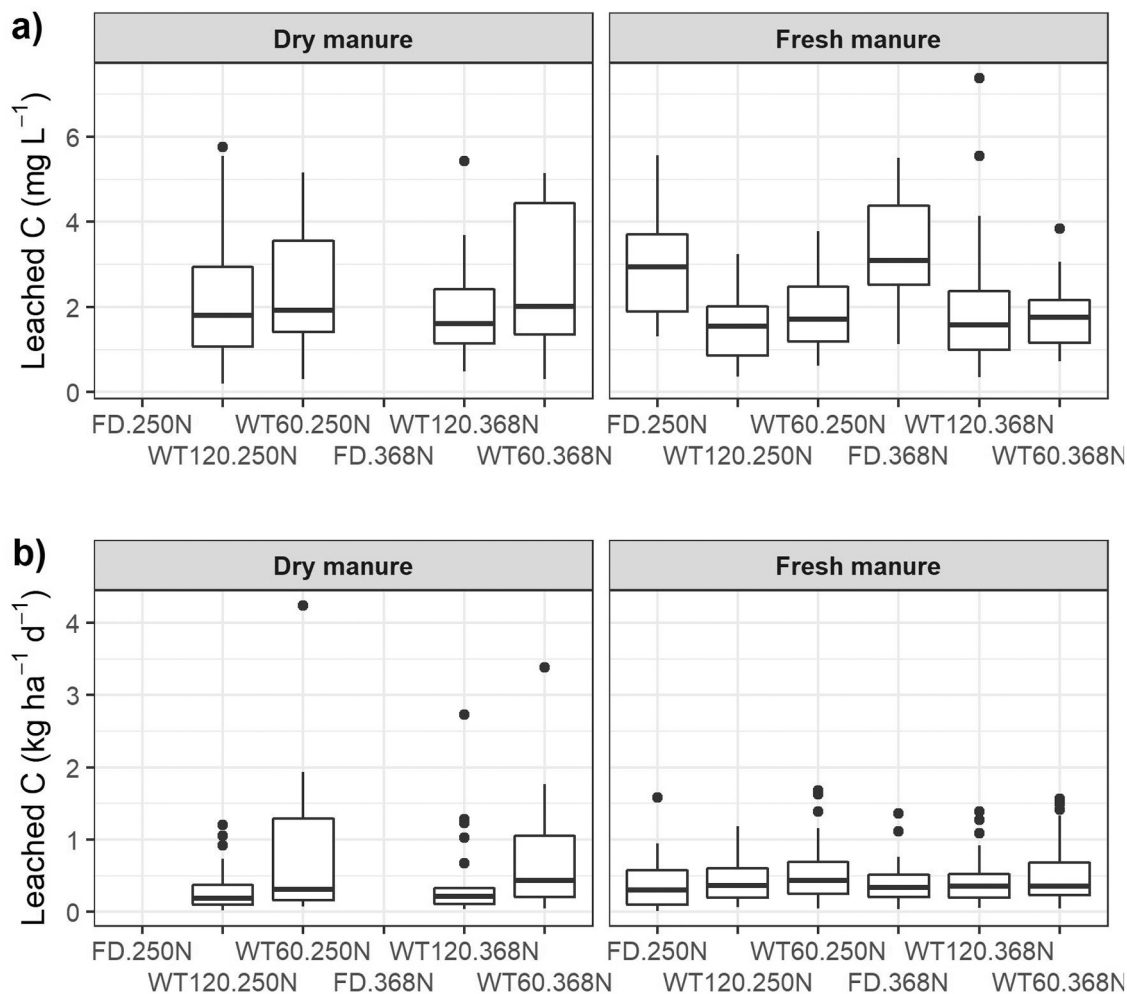 a)
Dry manure
Fresh manure
Leached C (mg L⁻¹)
6
4
2
0
FD.250N WT60.250N WT120.368N
WT120.250N FD.368N WT60.368N
FD.250N WT60.250N WT120.368N
WT120.250N FD.368N WT60.368N
b)
Dry manure
Fresh manure
Leached C (kg ha⁻¹ d⁻¹)
4
3
2
1
0
FD.250N WT60.250N WT120.368N
WT120.250N FD.368N WT60.368N
FD.250N WT60.250N WT120.368N
WT120.250N FD.368N WT60.368N